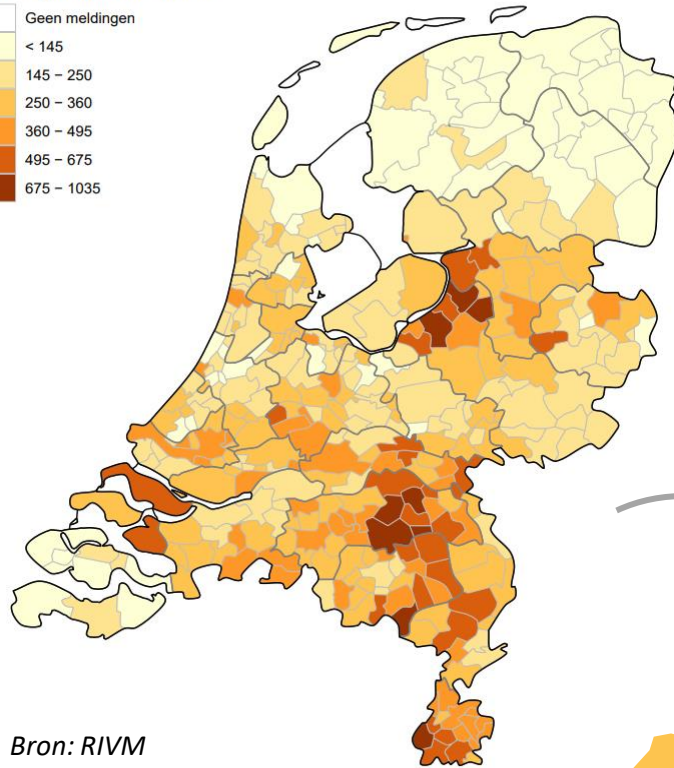 Geen meldingen
< 145
145 – 250
250 – 360
360 – 495
495 – 675
675 – 1035
Bron: RIVM